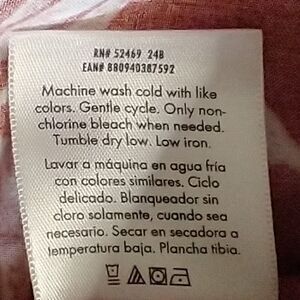 RN# 52469 24B
EAN# 880940387592
Machine wash cold with like
colors. Gentle cycle. Only non-
chlorine bleach when needed.
Tumble dry low. Low iron.
Lavar a máquina en agua fría
con colores similares. Ciclo
delicado. Blanqueador sin
cloro solamente, cuando sea
necesario. Secar en secadora a
temperatura baja. Plancha tibia.